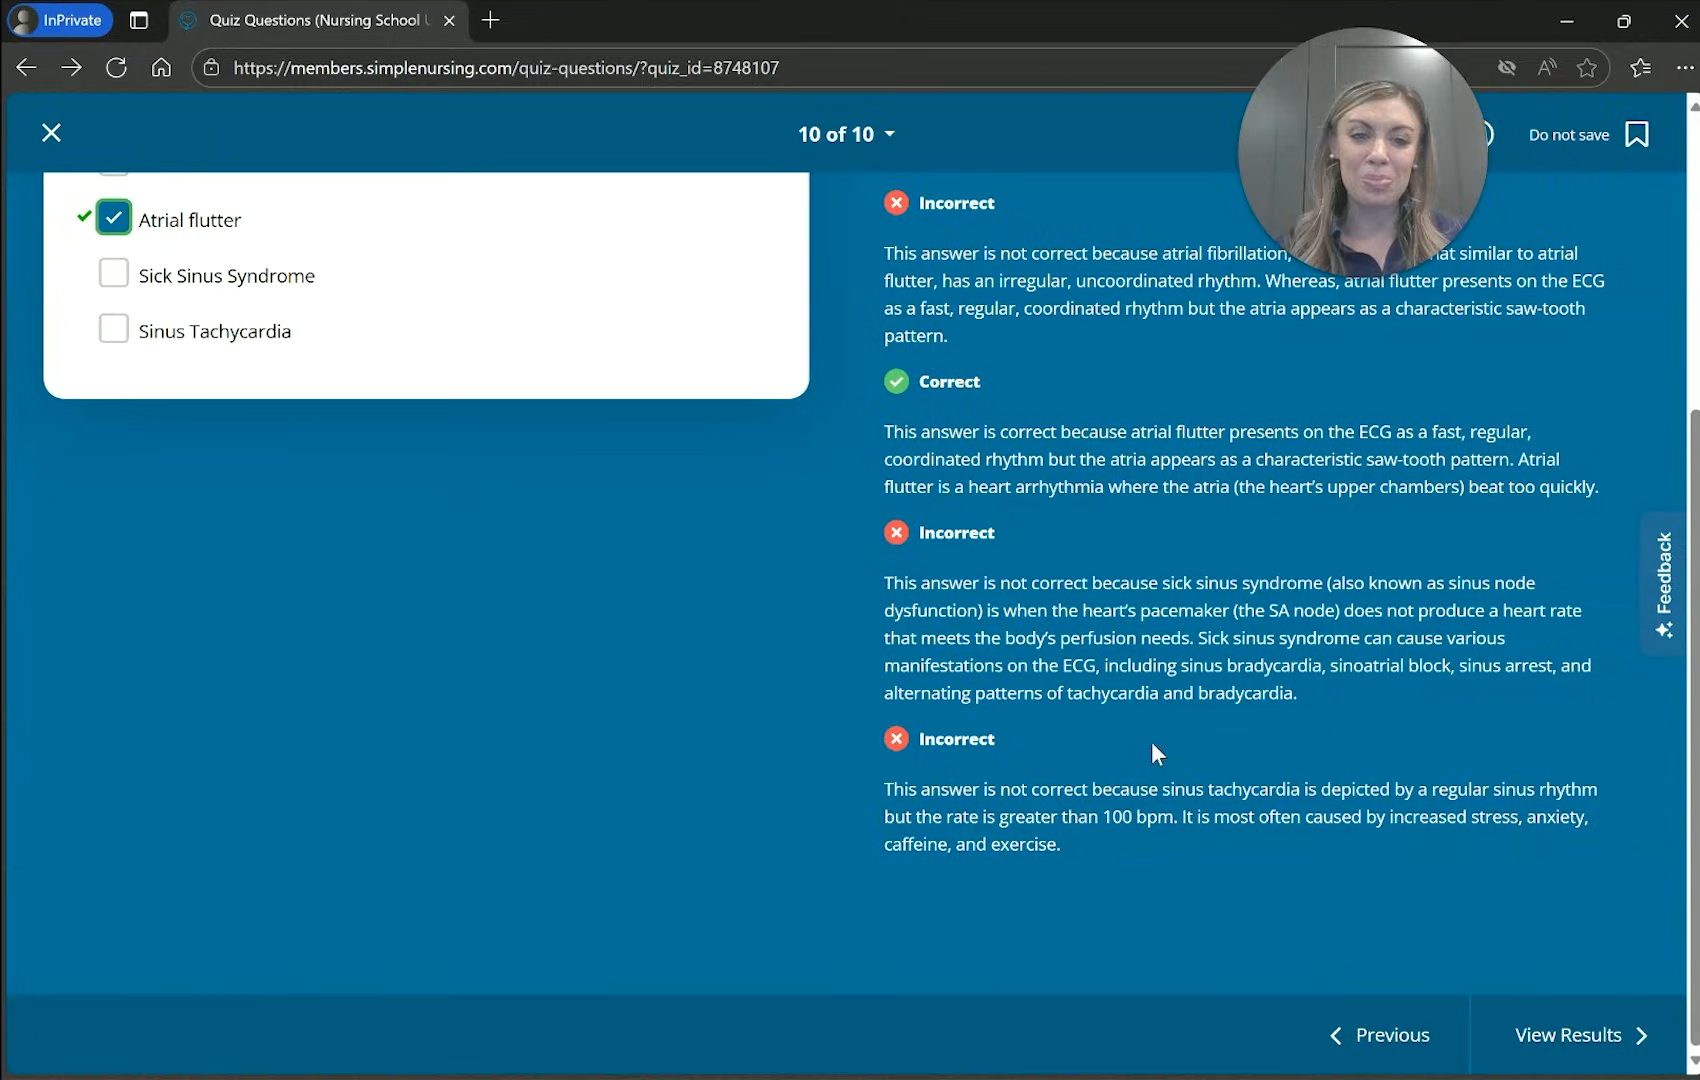 InPrivate
Quiz Questions (Nursing School
https://members.simplenursing.com/quiz-questions/?quiz_id=8748107
10 of 10
Do not save
Atrial flutter
Sick Sinus Syndrome
Sinus Tachycardia
Incorrect
This answer is not correct because atrial fibrillation, at similar to atrial
flutter, has an irregular, uncoordinated rhythm. Whereas, atrial flutter presents on the ECG
as a fast, regular, coordinated rhythm but the atria appears as a characteristic saw-tooth
pattern.
Correct
This answer is correct because atrial flutter presents on the ECG as a fast, regular,
coordinated rhythm but the atria appears as a characteristic saw-tooth pattern. Atrial
flutter is a heart arrhythmia where the atria (the heart's upper chambers) beat too quickly.
Incorrect
This answer is not correct because sick sinus syndrome (also known as sinus node
dysfunction) is when the heart's pacemaker (the SA node) does not produce a heart rate
that meets the body's perfusion needs. Sick sinus syndrome can cause various
manifestations on the ECG, including sinus bradycardia, sinoatrial block, sinus arrest, and
alternating patterns of tachycardia and bradycardia.
Incorrect
This answer is not correct because sinus tachycardia is depicted by a regular sinus rhythm
but the rate is greater than 100 bpm. It is most often caused by increased stress, anxiety,
caffeine, and exercise.
Feedback
Previous
View Results